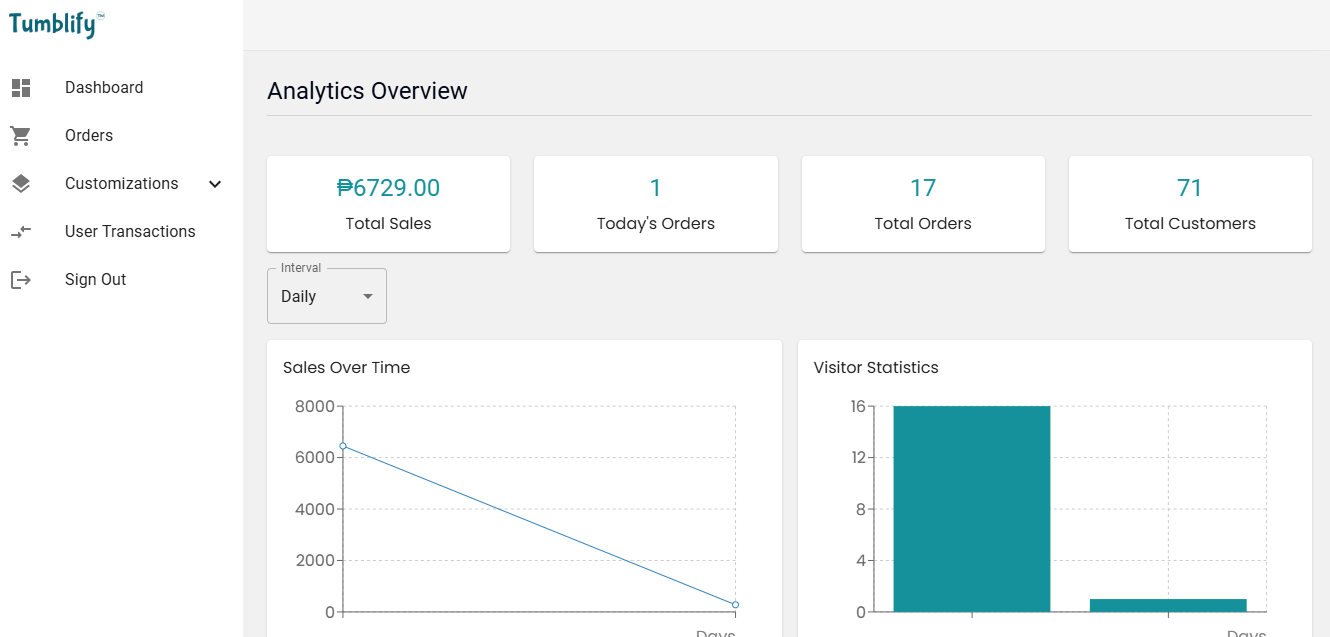 Tumblify™
Dashboard
Orders
Customizations
User Transactions
Sign Out
Analytics Overview
₱6729.00
Total Sales
1
Today's Orders
17
Total Orders
71
Total Customers
Interval
Daily
Sales Over Time
8000
6000
4000
2000
0
Days
Visitor Statistics
16
12
8
4
0
Days